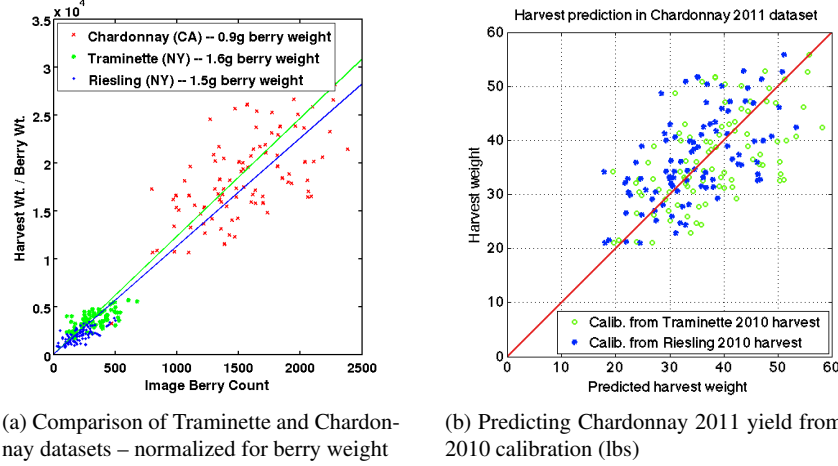 3.5 x 10^4
Chardonnay (CA) -- 0.9g berry weight
Traminette (NY) -- 1.6g berry weight
Riesling (NY) -- 1.5g berry weight
3
2.5
2
1.5
1
0.5
0
Harvest Wt. / Berry Wt.
0 500 1000 1500 2000 2500
Image Berry Count
Harvest prediction in Chardonnay 2011 dataset
60
50
40
30
20
10
0
Harvest weight
Calib. from Traminette 2010 harvest
Calib. from Riesling 2010 harvest
0 10 20 30 40 50 60
Predicted harvest weight
(a) Comparison of Traminette and Chardon-
nay datasets – normalized for berry weight
(b) Predicting Chardonnay 2011 yield from
2010 calibration (lbs)